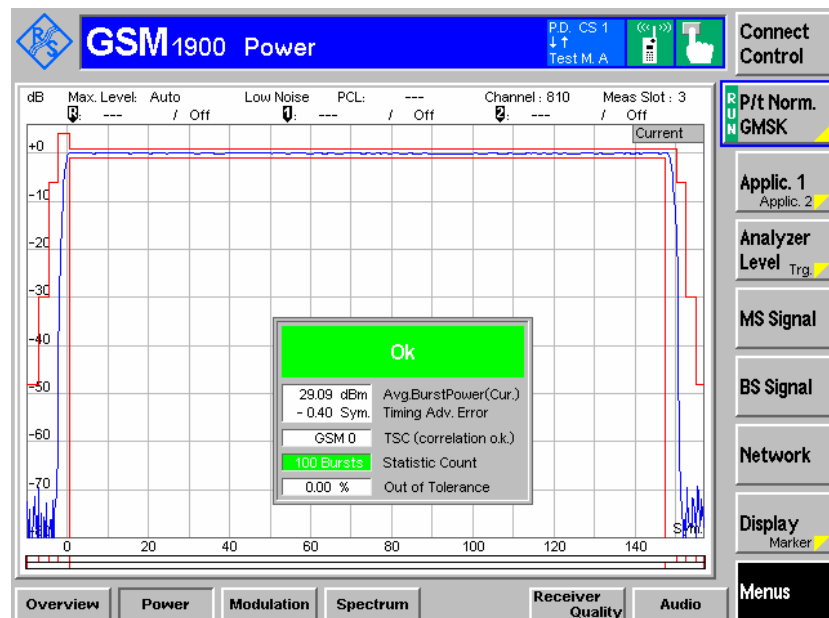 R&S
GSM 1900 Power
P.D. CS 1
Test M. A
Connect Control
dB Max. Level: Auto Low Noise PCL: --- Channel : 810 Meas Slot : 3
R: --- / Off 1: --- / Off 2: --- / Off
Current
RUN
P/t Norm. GMSK
+0
-10
-20
-30
-40
-50
-60
-70
Ok
29.09 dBm Avg.BurstPower(Cur.)
- 0.40 Sym. Timing Adv. Error
GSM 0 TSC (correlation o.k.)
100 Bursts Statistic Count
0.00 % Out of Tolerance
0 20 40 60 80 100 120 140
Applic. 1
Applic. 2
Analyzer
Level Trg.
MS Signal
BS Signal
Network
Display
Marker
Menus
Overview Power Modulation Spectrum Receiver Quality Audio